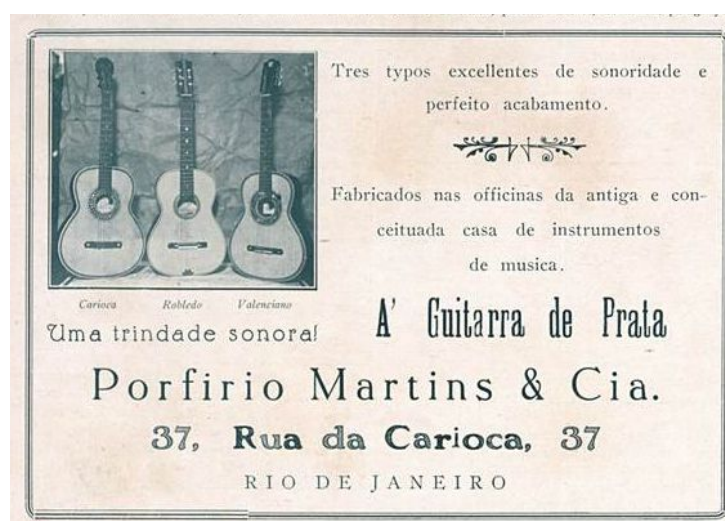 Tres typos excellentes de sonoridade e
perfeito acabamento.
Fabricados nas officinas da antiga e con-
ceituada casa de instrumentos
de musica.
Carioca Robledo Valenciano
Uma trindade sonora!
A' Guitarra de Prata
Porfirio Martins & Cia.
37, Rua da Carioca, 37
RIO DE JANEIRO